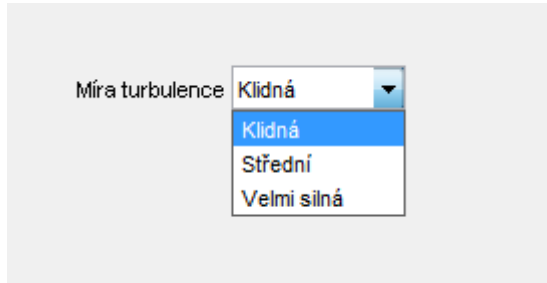 Míra turbulence Klidná
Klidná
Střední
Velmi silná